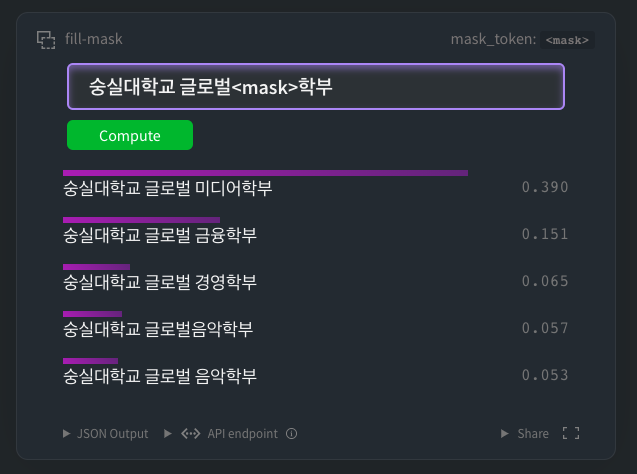 fill-mask
mask_token: <mask>
숭실대학교 글로벌<mask>학부
Compute
숭실대학교 글로벌 미디어학부 0.390
숭실대학교 글로벌 금융학부 0.151
숭실대학교 글로벌 경영학부 0.065
숭실대학교 글로벌음악학부 0.057
숭실대학교 글로벌 음악학부 0.053
JSON Output
API endpoint
Share